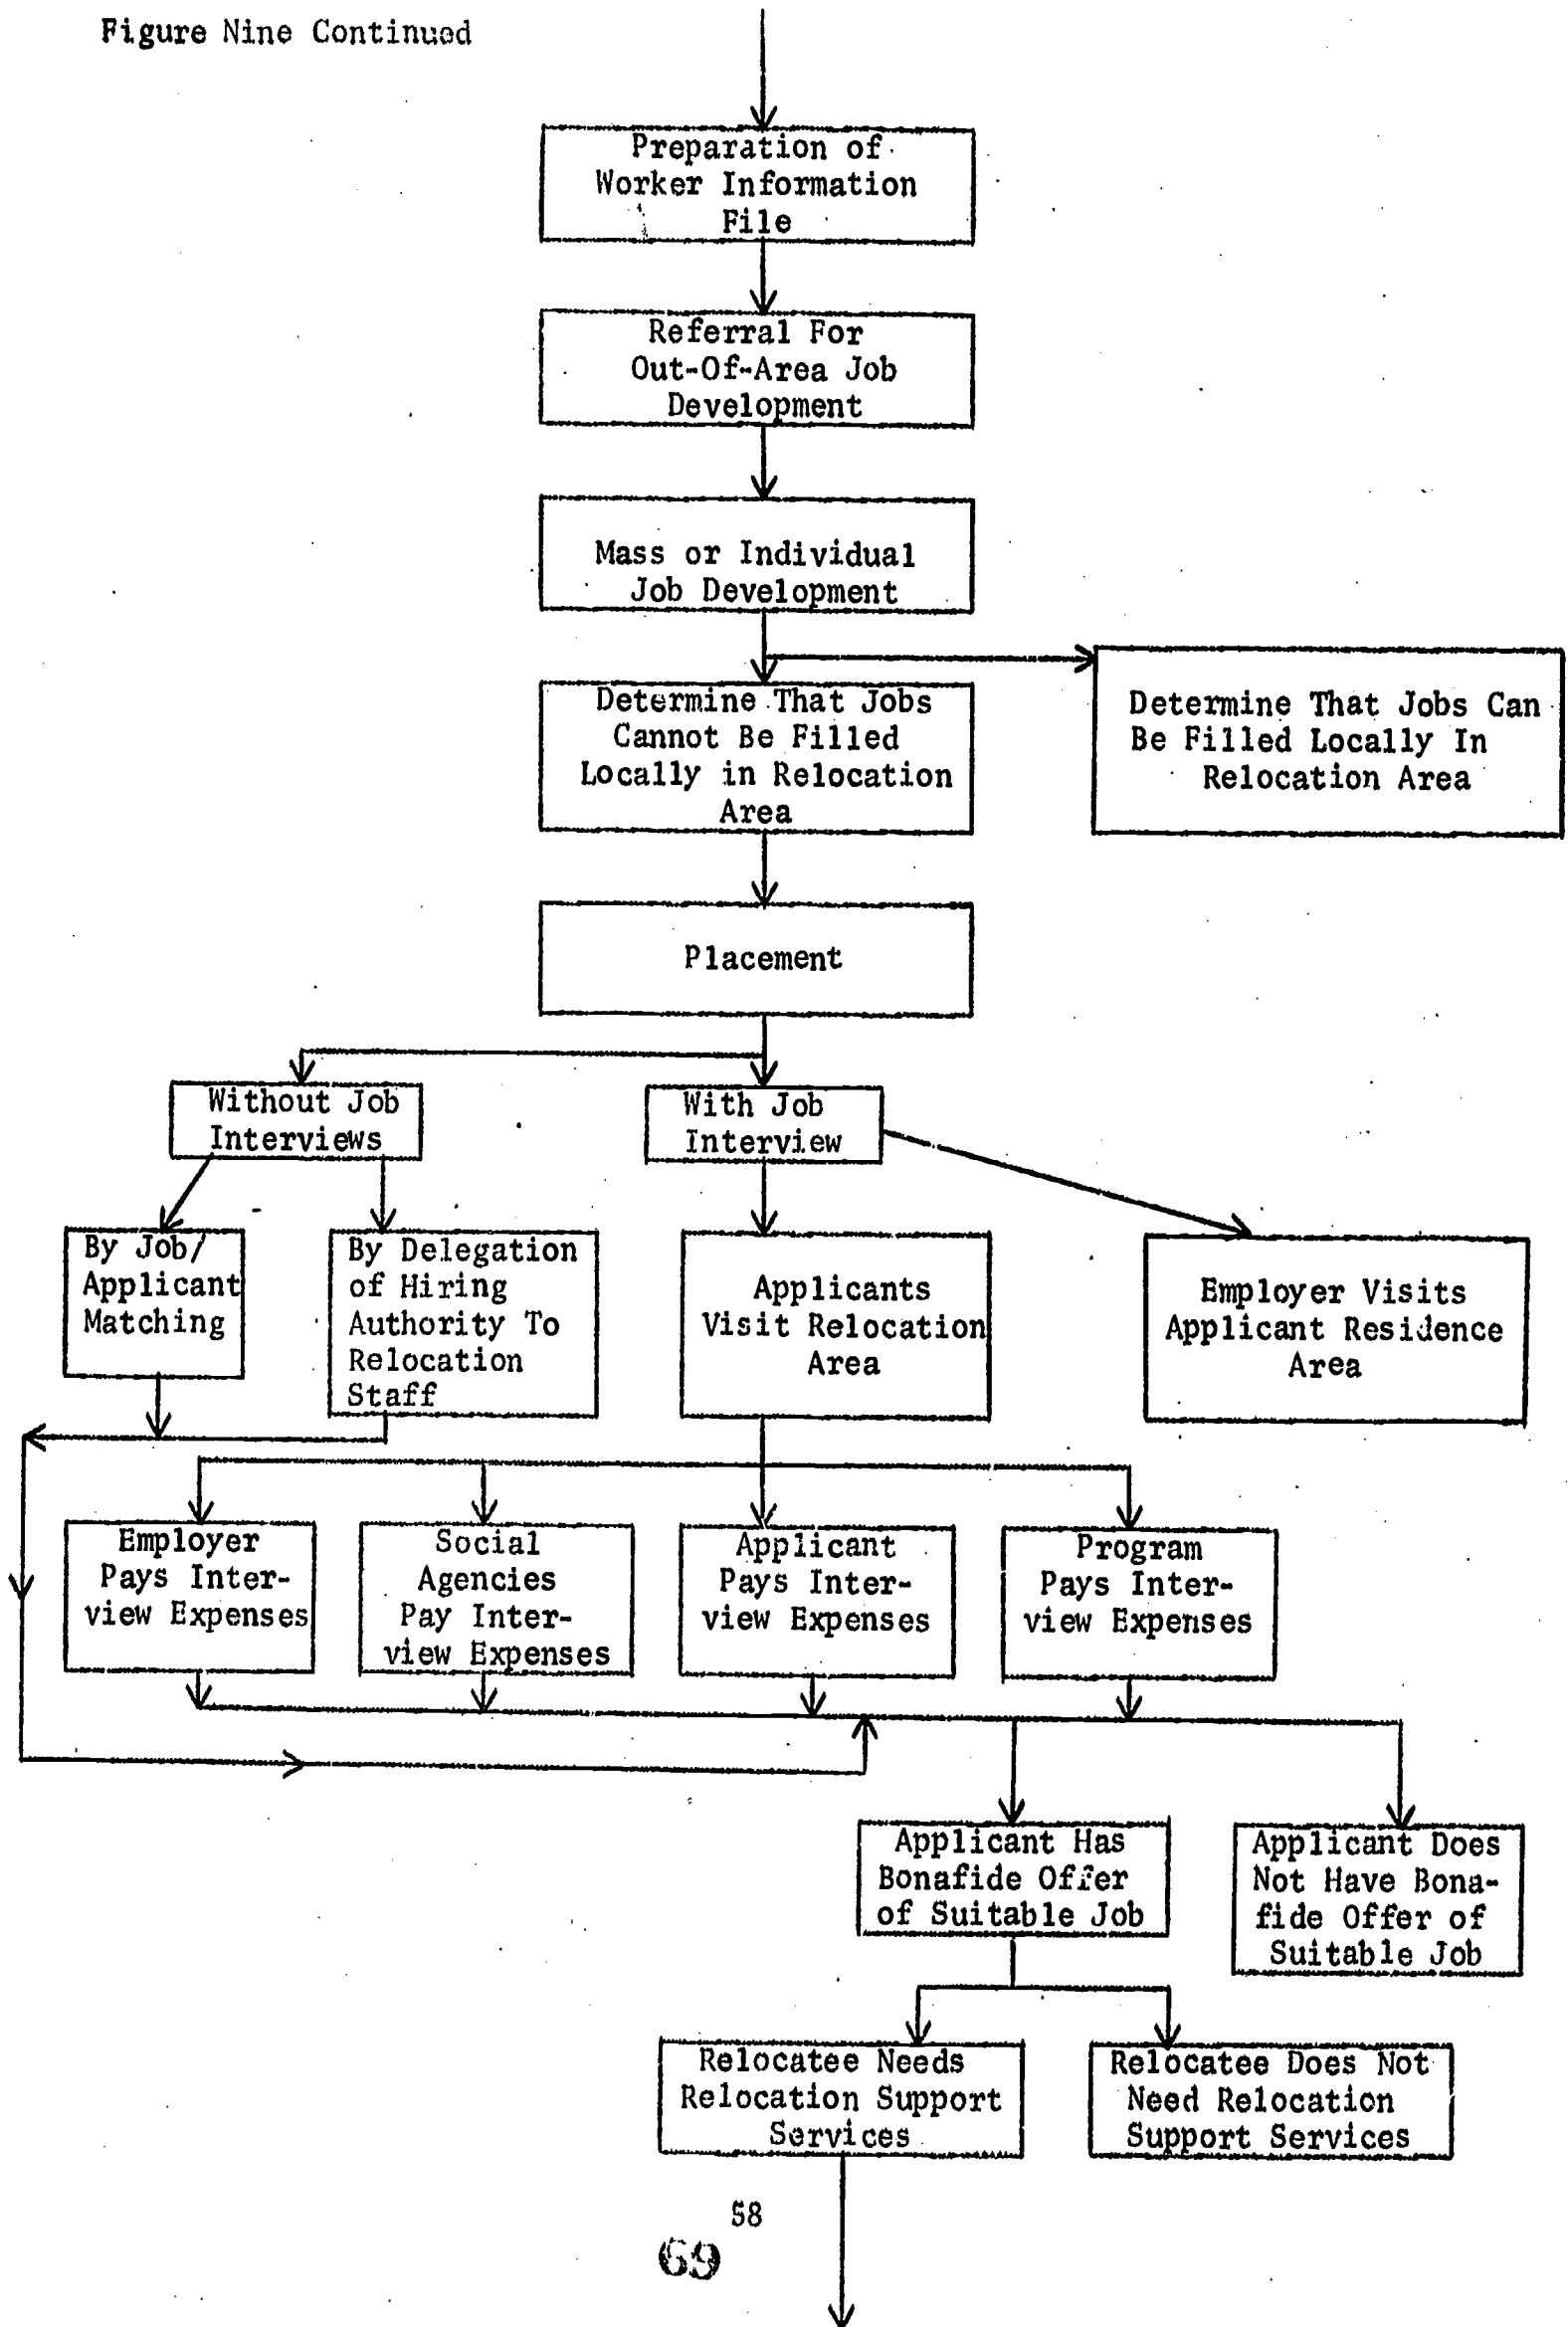 Figure Nine Continued
Preparation of
Worker Information
File
Referral For
Out-Of-Area Job
Development
Mass or Individual
Job Development
Determine That Jobs
Cannot Be Filled
Locally in Relocation
Area
Determine That Jobs Can
Be Filled Locally In
Relocation Area
Placement
Without Job
Interviews
With Job
Interview
By Job/
Applicant
Matching
By Delegation
of Hiring
Authority To
Relocation
Staff
Applicants
Visit Relocation
Area
Employer Visits
Applicant Residence
Area
Employer
Pays Inter-
view Expenses
Social
Agencies
Pay Inter-
view Expenses
Applicant
Pays Inter-
view Expenses
Program
Pays Inter-
view Expenses
Applicant Has
Bonafide Offer
of Suitable Job
Applicant Does
Not Have Bona-
fide Offer of
Suitable Job
Relocatee Needs
Relocation Support
Services
Relocatee Does Not
Need Relocation
Support Services
58
69